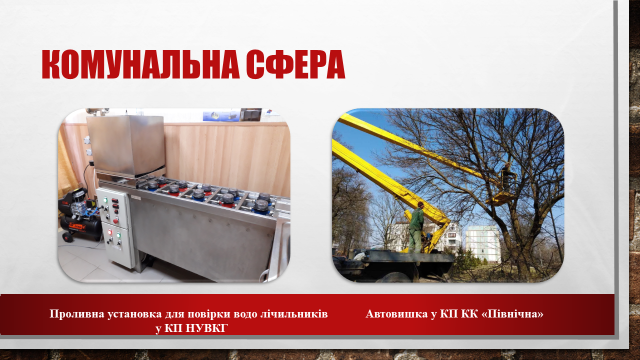 КОМУНАЛЬНА СФЕРА
Проливна установка для повірки водо лічильників
у КП НУВКГ
Автовишка у КП КК «Північна»